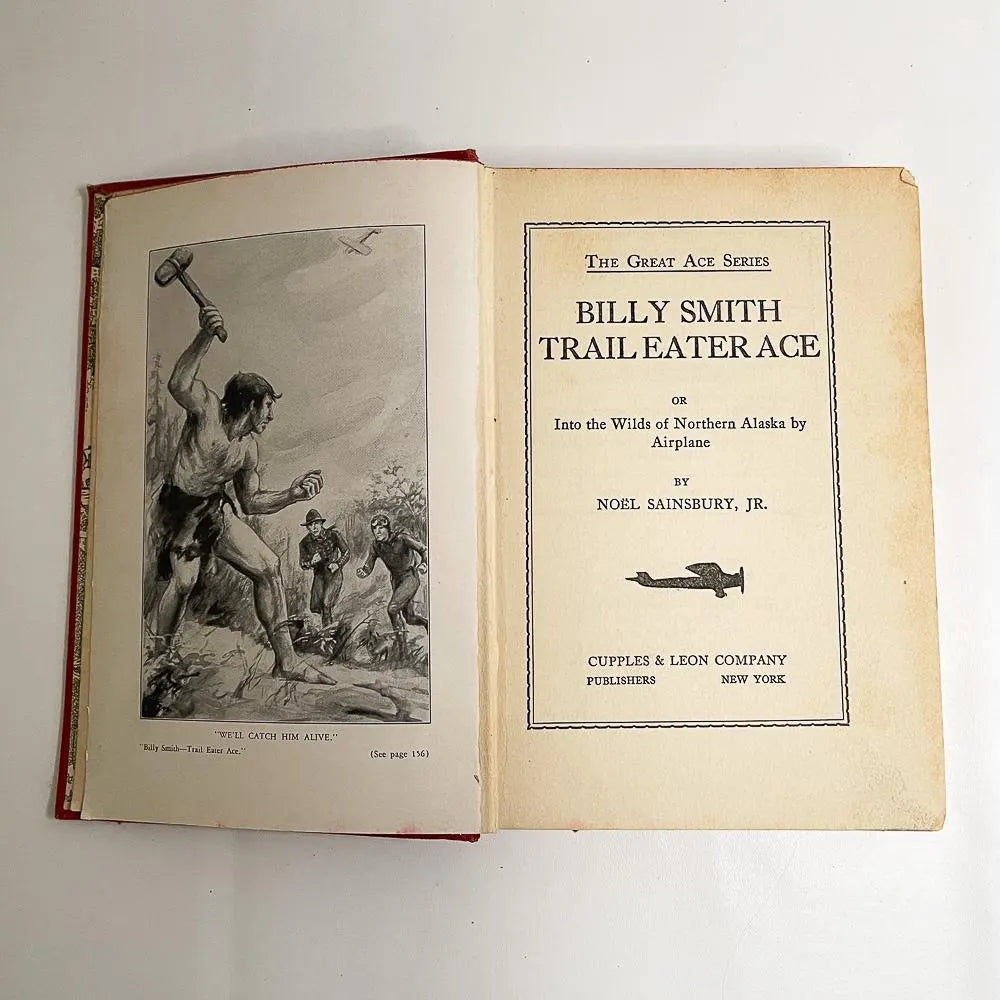 "WE'LL CATCH HIM ALIVE."
"Billy Smith—Trail Eater Ace." (See page 156)
THE GREAT ACE SERIES
BILLY SMITH
TRAIL EATER ACE
OR
Into the Wilds of Northern Alaska by
Airplane
BY
NOËL SAINSBURY, JR.
CUPPLES & LEON COMPANY
PUBLISHERS NEW YORK